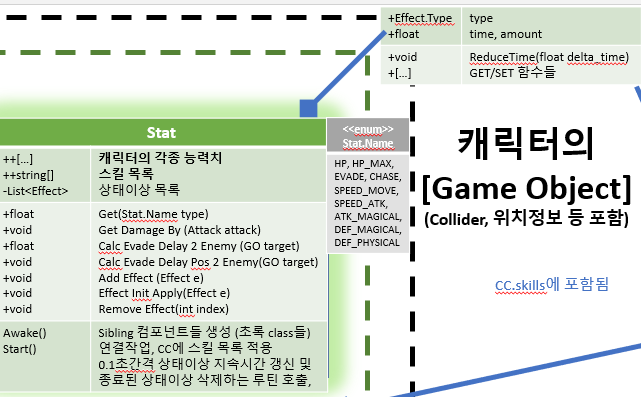 +Effect.Type type
+float time, amount
+void ReduceTime(float delta_time)
+[...] GET/SET 함수들
Stat
++[...] 캐릭터의 각종 능력치
++string[] 스킬 목록
-List<Effect> 상태이상 목록
+float Get(Stat.Name type)
+void Get Damage By (Attack attack)
+float Calc Evade Delay 2 Enemy (GO target)
+void Calc Evade Delay Pos 2 Enemy(GO target)
+void Add Effect (Effect e)
+void Effect Init Apply(Effect e)
+void Remove Effect(int index)
Awake() Sibling 컴포넌트들 생성 (초록 class들)
Start() 연결작업, CC에 스킬 목록 적용
0.1초간격 상태이상 지속시간 갱신 및
종료된 상태이상 삭제하는 루틴 호출,
<<enum>>
Stat.Name
HP, HP_MAX,
EVADE, CHASE,
SPEED_MOVE,
SPEED_ATK,
ATK_MAGICAL,
DEF_MAGICAL,
DEF_PHYSICAL
캐릭터의
[Game Object]
(Collider, 위치정보 등 포함)
CC.skills에 포함됨